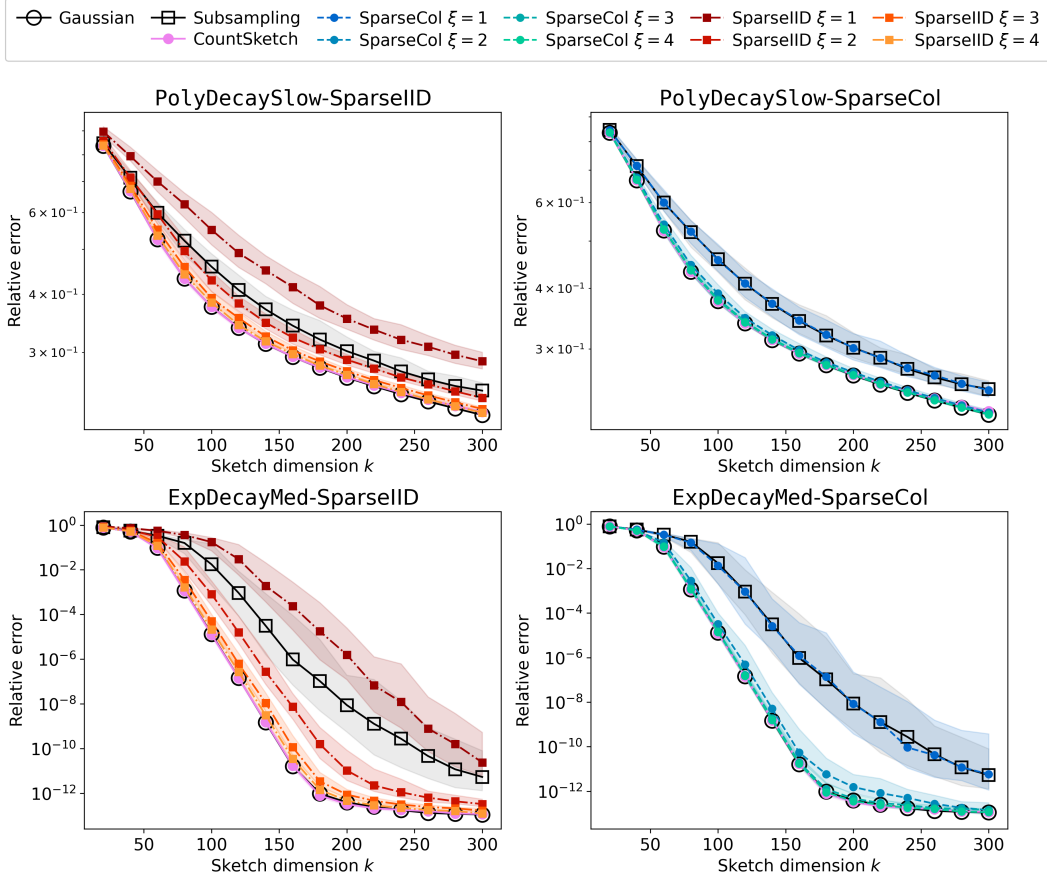 Gaussian Subsampling SparseCol ξ = 1 SparseCol ξ = 3 SparseIID ξ = 1 SparseIID ξ = 3
CountSketch SparseCol ξ = 2 SparseCol ξ = 4 SparseIID ξ = 2 SparseIID ξ = 4
PolyDecaySlow-SparseIID
Relative error
6 × 10⁻¹
4 × 10⁻¹
3 × 10⁻¹
50 100 150 200 250 300
Sketch dimension k
PolyDecaySlow-SparseCol
Relative error
6 × 10⁻¹
4 × 10⁻¹
3 × 10⁻¹
50 100 150 200 250 300
Sketch dimension k
ExpDecayMed-SparseIID
Relative error
10⁰
10⁻²
10⁻⁴
10⁻⁶
10⁻⁸
10⁻¹⁰
10⁻¹²
50 100 150 200 250 300
Sketch dimension k
ExpDecayMed-SparseCol
Relative error
10⁰
10⁻²
10⁻⁴
10⁻⁶
10⁻⁸
10⁻¹⁰
10⁻¹²
50 100 150 200 250 300
Sketch dimension k